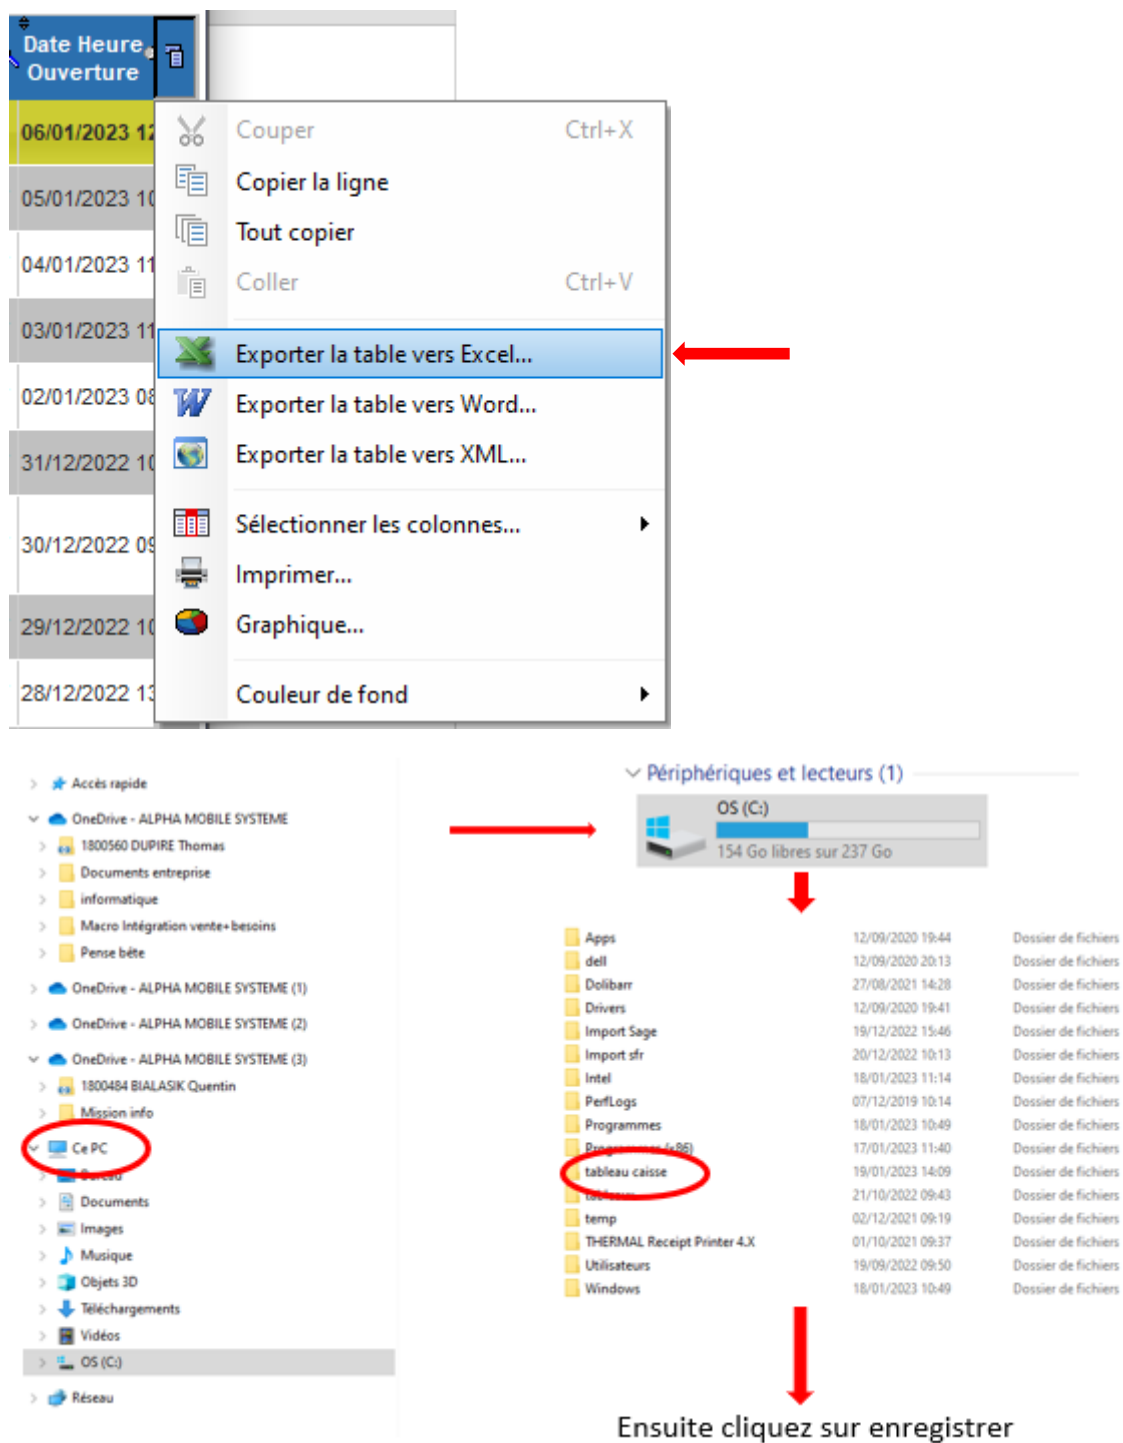 Date Heure
Ouverture
06/01/2023 12
05/01/2023 10
04/01/2023 11
03/01/2023 11
02/01/2023 08
31/12/2022 10
30/12/2022 09
29/12/2022 10
28/12/2022 13
Couper Ctrl+X
Copier la ligne
Tout copier
Coller Ctrl+V
Exporter la table vers Excel...
Exporter la table vers Word...
Exporter la table vers XML...
Sélectionner les colonnes...
Imprimer...
Graphique...
Couleur de fond
Accès rapide
OneDrive - ALPHA MOBILE SYSTEME
1800560 DUPIRE Thomas
Documents entreprise
informatique
Macro Intégration vente+besoins
Pense bête
OneDrive - ALPHA MOBILE SYSTEME (1)
OneDrive - ALPHA MOBILE SYSTEME (2)
OneDrive - ALPHA MOBILE SYSTEME (3)
1800484 BIALASIK Quentin
Mission info
Ce PC
Bureau
Documents
Images
Musique
Objets 3D
Téléchargements
Vidéos
OS (C:)
Réseau
Périphériques et lecteurs (1)
OS (C:)
154 Go libres sur 237 Go
Apps 12/09/2020 19:44 Dossier de fichiers
dell 12/09/2020 20:13 Dossier de fichiers
Dolibarr 27/08/2021 14:28 Dossier de fichiers
Drivers 12/09/2020 19:41 Dossier de fichiers
Import Sage 19/12/2022 15:46 Dossier de fichiers
Import sfr 20/12/2022 10:13 Dossier de fichiers
Intel 18/01/2023 11:14 Dossier de fichiers
PerfLogs 07/12/2019 10:14 Dossier de fichiers
Programmes 18/01/2023 10:49 Dossier de fichiers
Programmes (x86) 17/01/2023 11:40 Dossier de fichiers
tableau caisse 19/01/2023 14:09 Dossier de fichiers
21/10/2022 09:43 Dossier de fichiers
temp 02/12/2021 09:19 Dossier de fichiers
THERMAL Receipt Printer 4.X 01/10/2021 09:37 Dossier de fichiers
Utilisateurs 19/09/2022 09:50 Dossier de fichiers
Windows 18/01/2023 10:49 Dossier de fichiers
Ensuite cliquez sur enregistrer